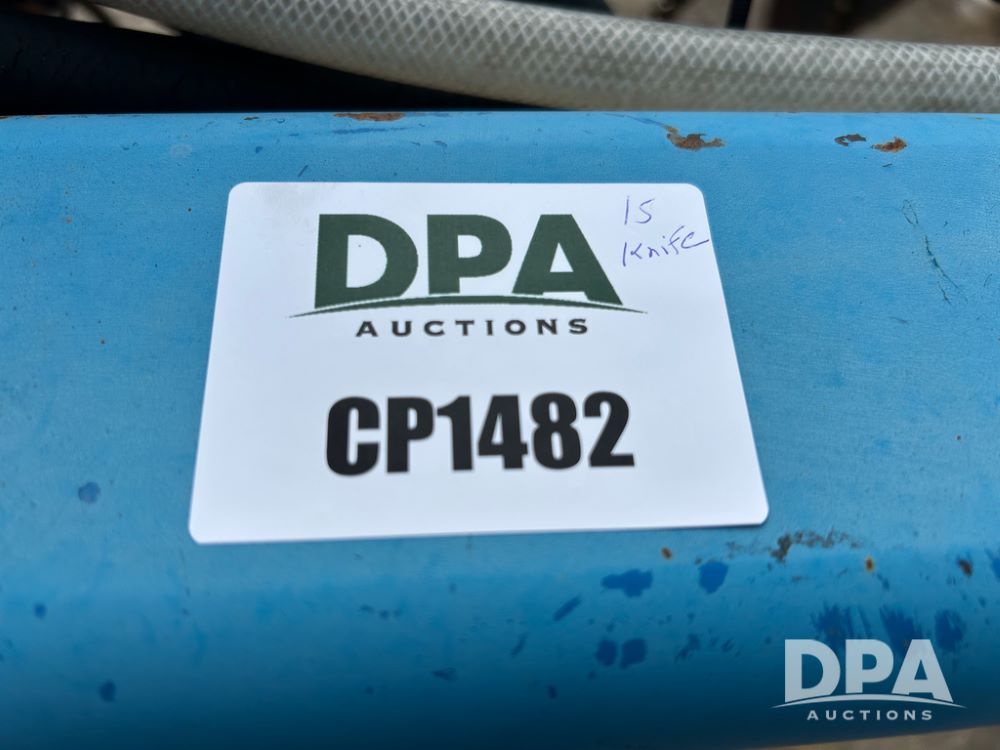 DPA
AUCTIONS
15
Knife
CP1482
DPA
AUCTIONS